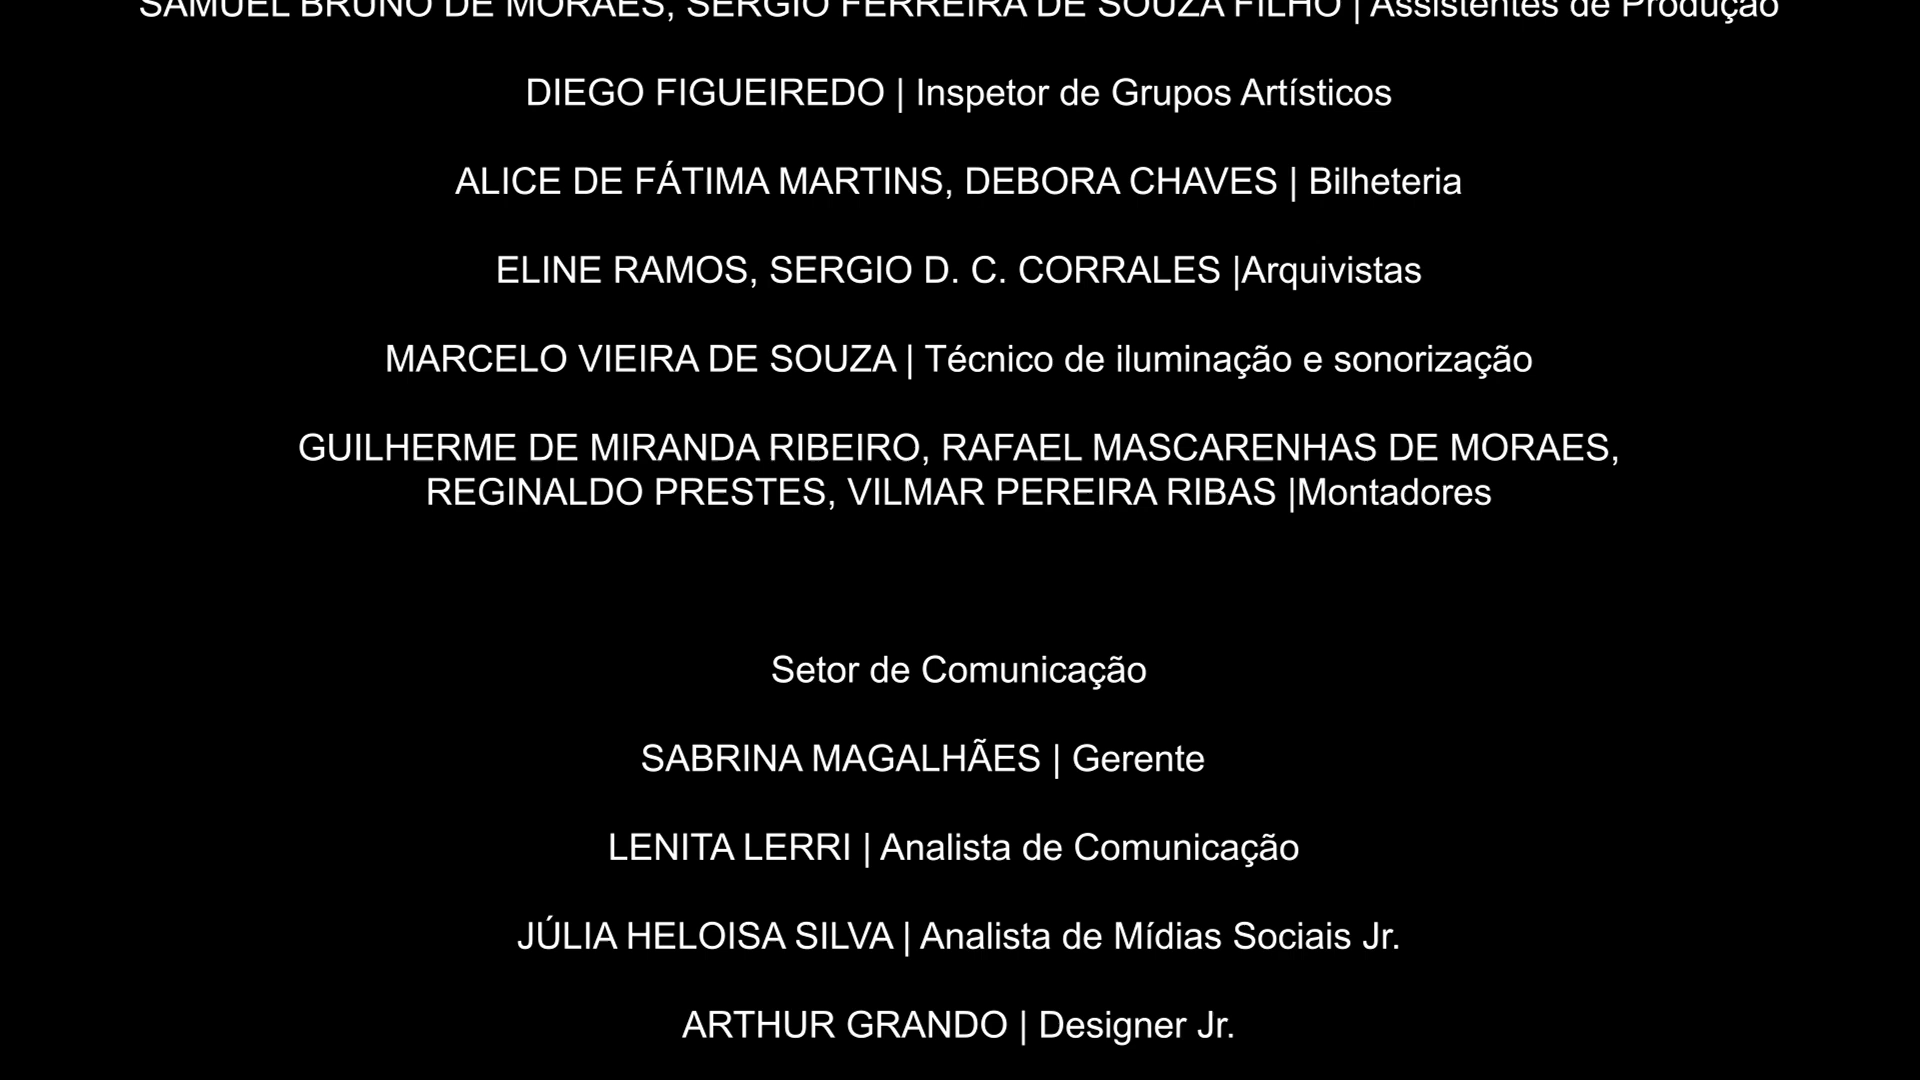 SAMUEL BRUNO DE MORAES, SERGIO FERREIRA DE SOUZA FILHO | Assistentes de Produção
DIEGO FIGUEIREDO | Inspetor de Grupos Artísticos
ALICE DE FÁTIMA MARTINS, DEBORA CHAVES | Bilheteria
ELINE RAMOS, SERGIO D. C. CORRALES |Arquivistas
MARCELO VIEIRA DE SOUZA | Técnico de iluminação e sonorização
GUILHERME DE MIRANDA RIBEIRO, RAFAEL MASCARENHAS DE MORAES,
REGINALDO PRESTES, VILMAR PEREIRA RIBAS |Montadores
Setor de Comunicação
SABRINA MAGALHÃES | Gerente
LENITA LERRI | Analista de Comunicação
JÚLIA HELOISA SILVA | Analista de Mídias Sociais Jr.
ARTHUR GRANDO | Designer Jr.